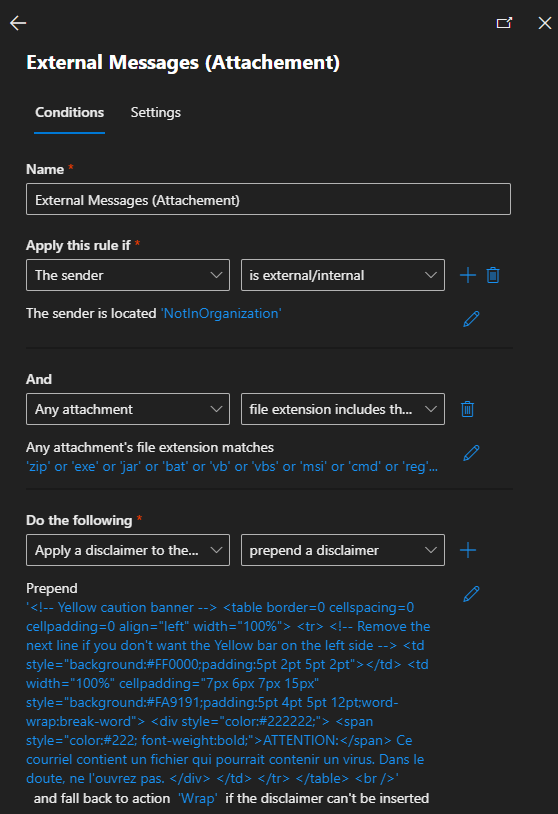 External Messages (Attachement)
Conditions Settings
Name *
External Messages (Attachement)
Apply this rule if *
The sender is external/internal
The sender is located 'NotInOrganization'
And
Any attachment file extension includes th...
Any attachment's file extension matches
'zip' or 'exe' or 'jar' or 'bat' or 'vb' or 'vbs' or 'msi' or 'cmd' or 'reg'...
Do the following *
Apply a disclaimer to the... prepend a disclaimer
Prepend
'<!-- Yellow caution banner --> <table border=0 cellspacing=0
cellpadding=0 align="left" width="100%"> <tr> <!-- Remove the
next line if you don't want the Yellow bar on the left side --> <td
style="background:#FF0000;padding:5pt 2pt 5pt 2pt"></td> <td
width="100%" cellpadding="7px 6px 7px 15px"
style="background:#FA9191;padding:5pt 4pt 5pt 12pt;word-
wrap:break-word"> <div style="color:#222222;"> <span
style="color:#222; font-weight:bold;">ATTENTION:</span> Ce
courriel contient un fichier qui pourrait contenir un virus. Dans le
doute, ne l'ouvrez pas. </div> </td> </tr> </table> <br />'
and fall back to action 'Wrap' if the disclaimer can't be inserted